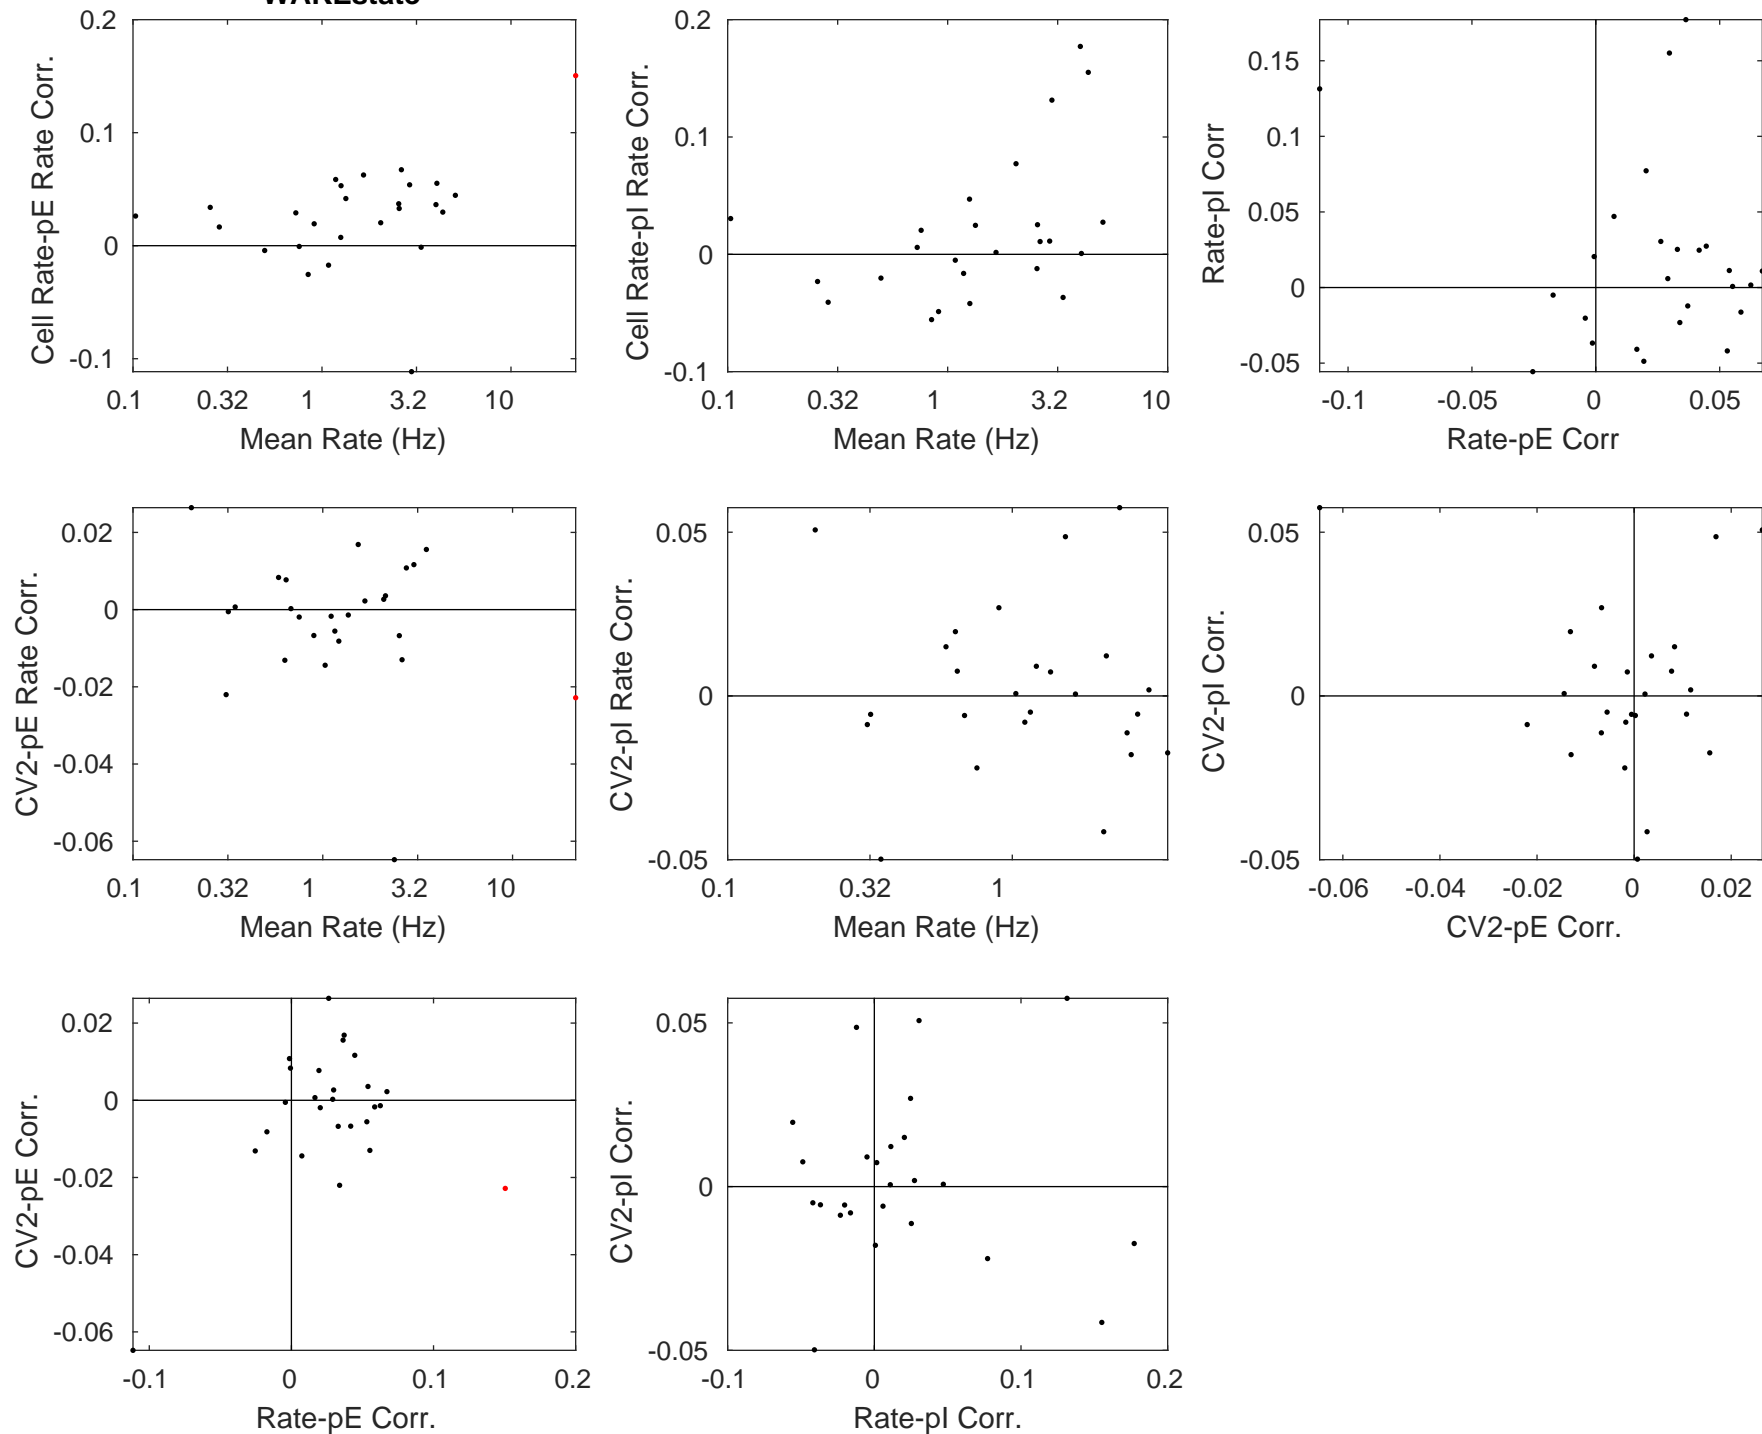 WAKEstate
0.2
0.1
0
-0.1
Cell Rate-pE Rate Corr.
0.1 0.32 1 3.2 10
Mean Rate (Hz)
0.2
0.1
0
-0.1
Cell Rate-pI Rate Corr.
0.1 0.32 1 3.2 10
Mean Rate (Hz)
0.15
0.1
0.05
0
-0.05
Rate-pI Corr
-0.1 -0.05 0 0.05
Rate-pE Corr
0.02
0
-0.02
-0.04
-0.06
CV2-pE Rate Corr.
0.1 0.32 1 3.2 10
Mean Rate (Hz)
0.05
0
-0.05
CV2-pI Rate Corr.
0.1 0.32 1
Mean Rate (Hz)
0.05
0
-0.05
CV2-pI Corr.
-0.06 -0.04 -0.02 0 0.02
CV2-pE Corr.
0.02
0
-0.02
-0.04
-0.06
CV2-pE Corr.
-0.1 0 0.1 0.2
Rate-pE Corr.
0.05
0
-0.05
CV2-pI Corr.
-0.1 0 0.1 0.2
Rate-pI Corr.